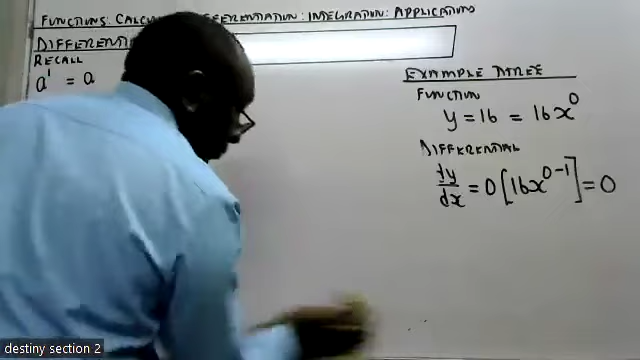 FUNCTIONS: CALCU DIFFERENTIATION: INTEGRATION: APPLICATIONS
DIFFERENTI
RECALL
a¹ = a
EXAMPLE THREE
FUNCTION
y = 16 = 16x⁰
DIFFERENTIAL
dy/dx = 0[16x⁰⁻¹] = 0
destiny section 2